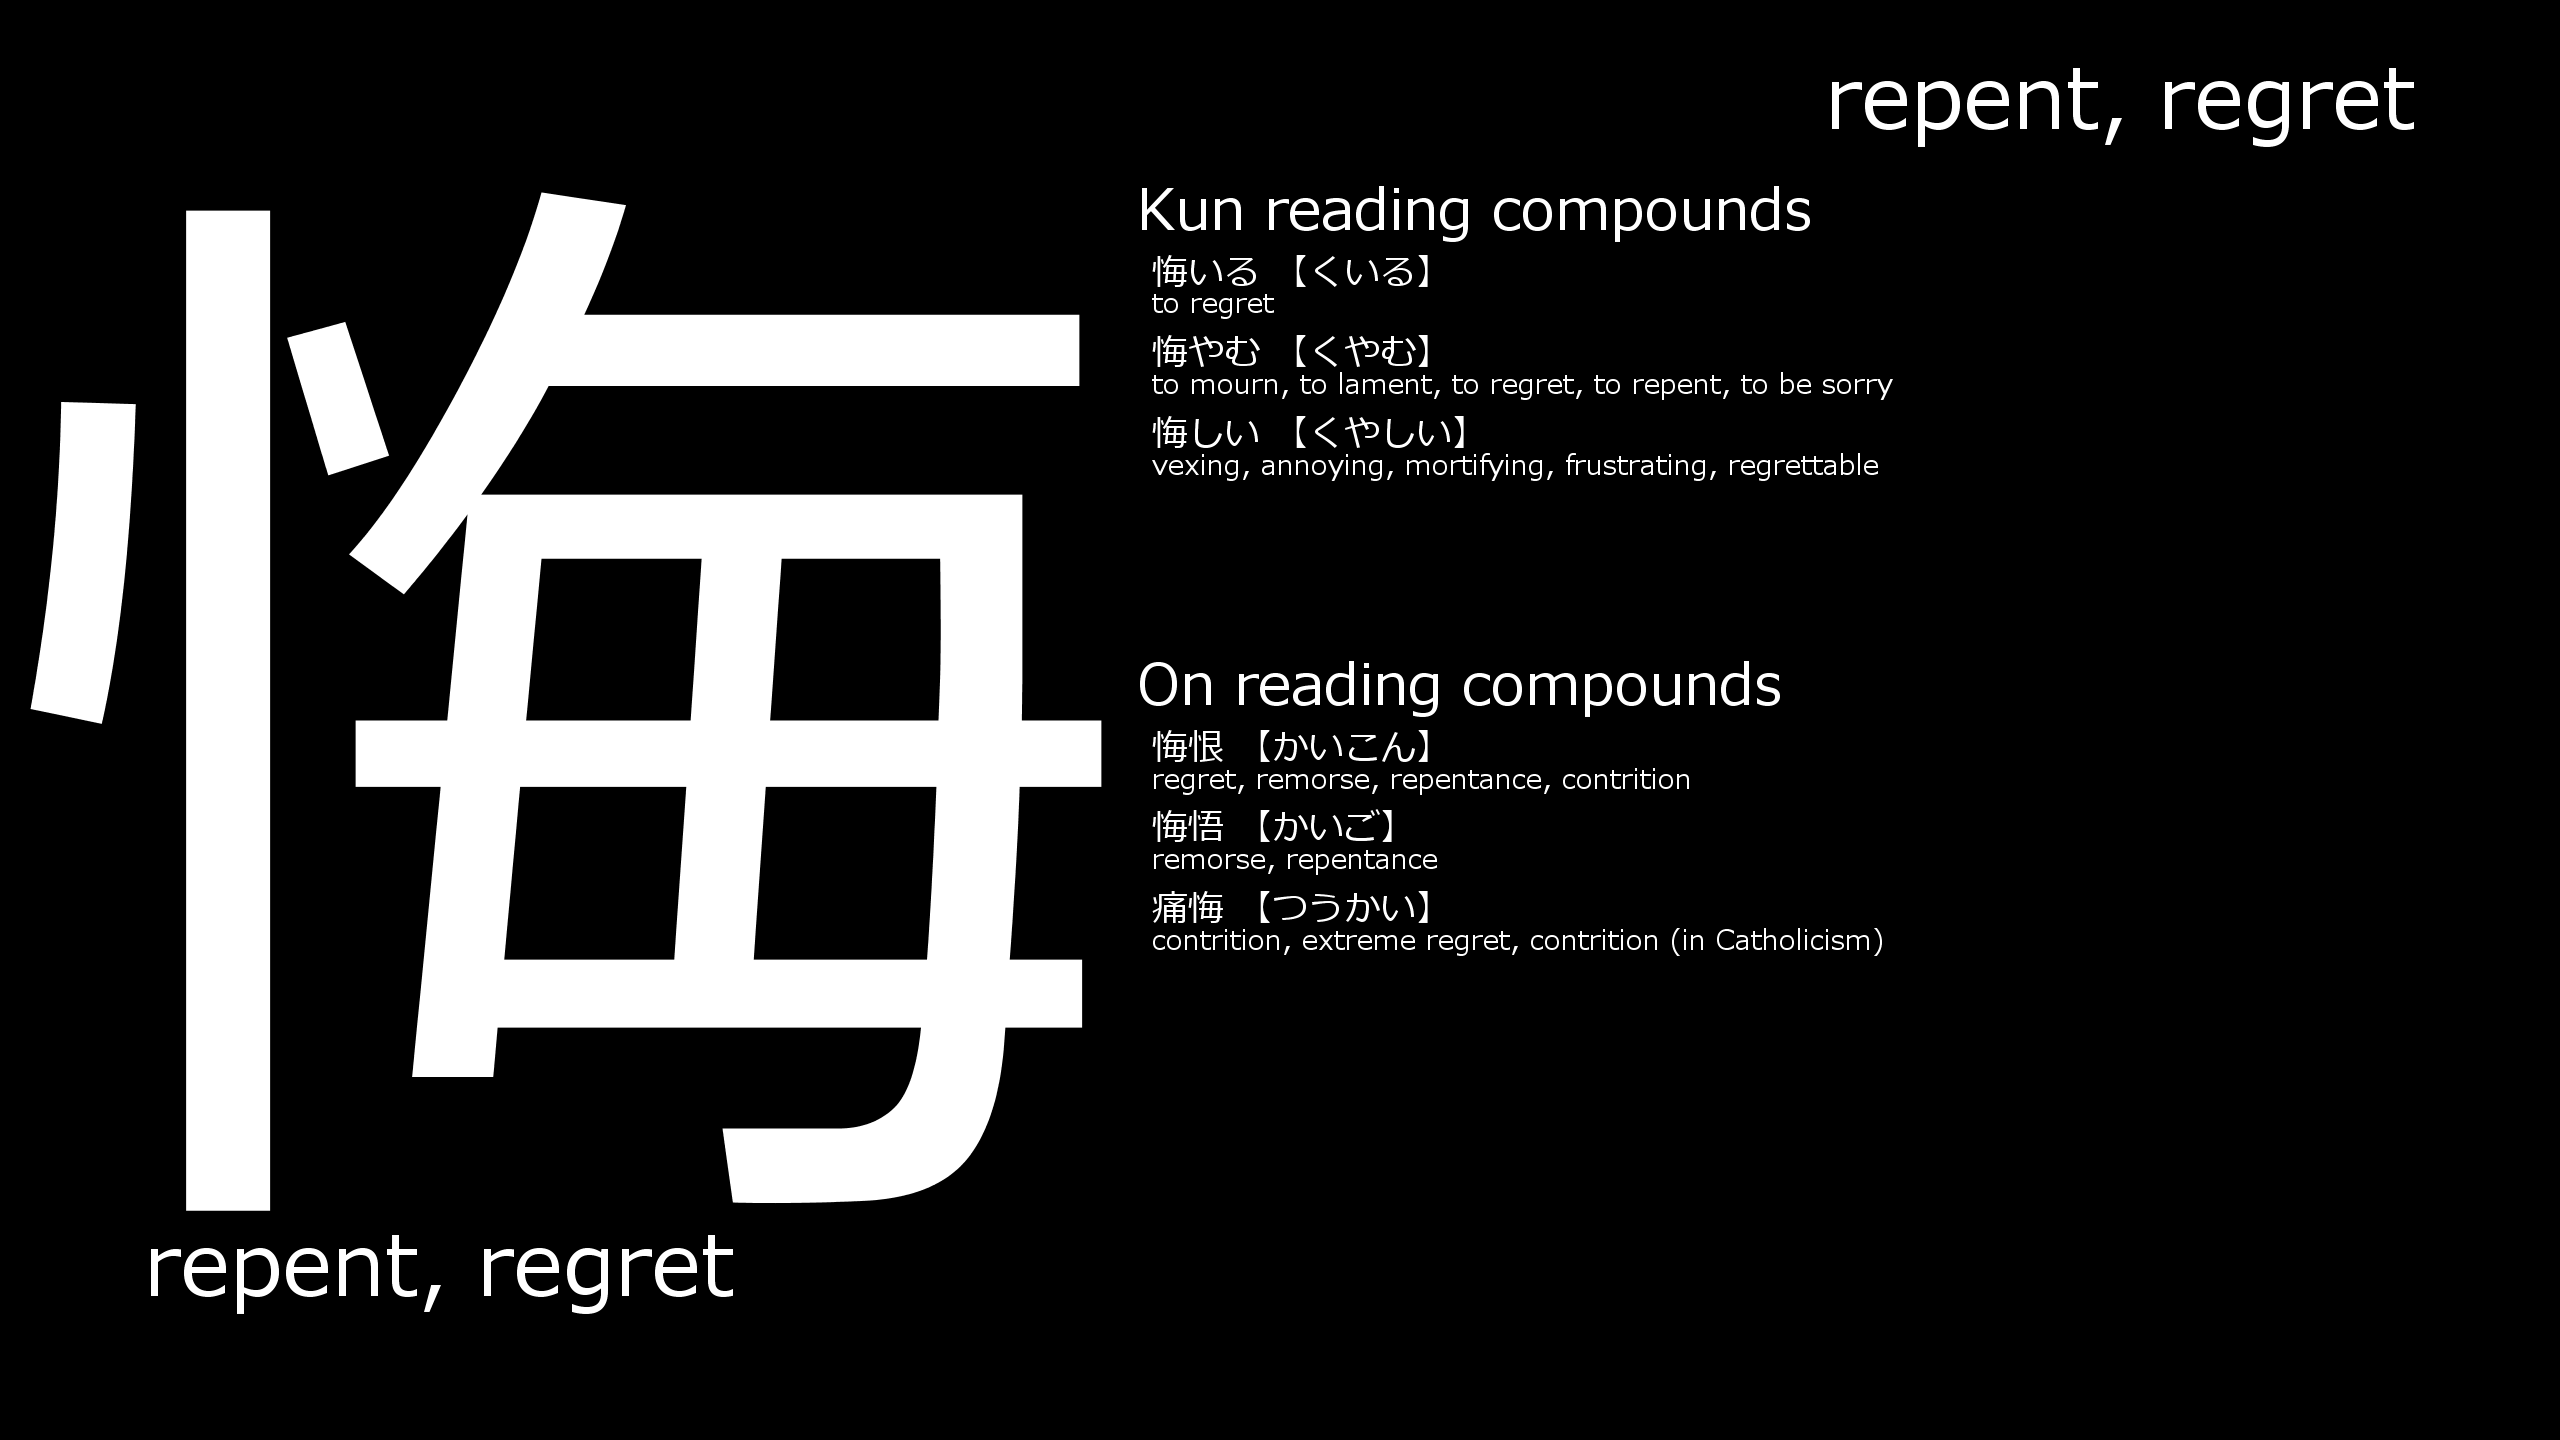 repent, regret
悔
repent, regret
Kun reading compounds
悔いる 【くいる】
to regret
悔やむ 【くやむ】
to mourn, to lament, to regret, to repent, to be sorry
悔しい 【くやしい】
vexing, annoying, mortifying, frustrating, regrettable
On reading compounds
悔恨 【かいこん】
regret, remorse, repentance, contrition
悔悟 【かいご】
remorse, repentance
痛悔 【つうかい】
contrition, extreme regret, contrition (in Catholicism)